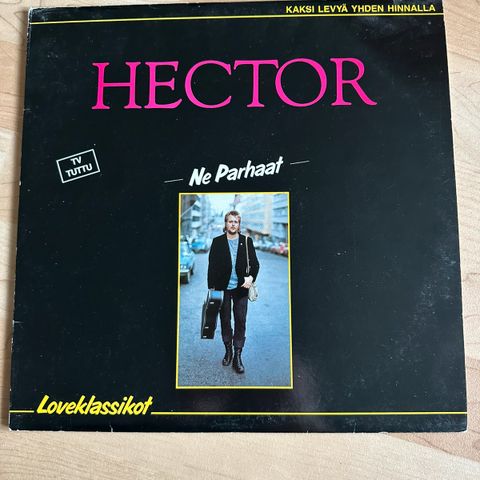 KAKSI LEVYÄ YHDEN HINNALLA
HECTOR
TV
TUTTU
Ne Parhaat
Loveklassikot